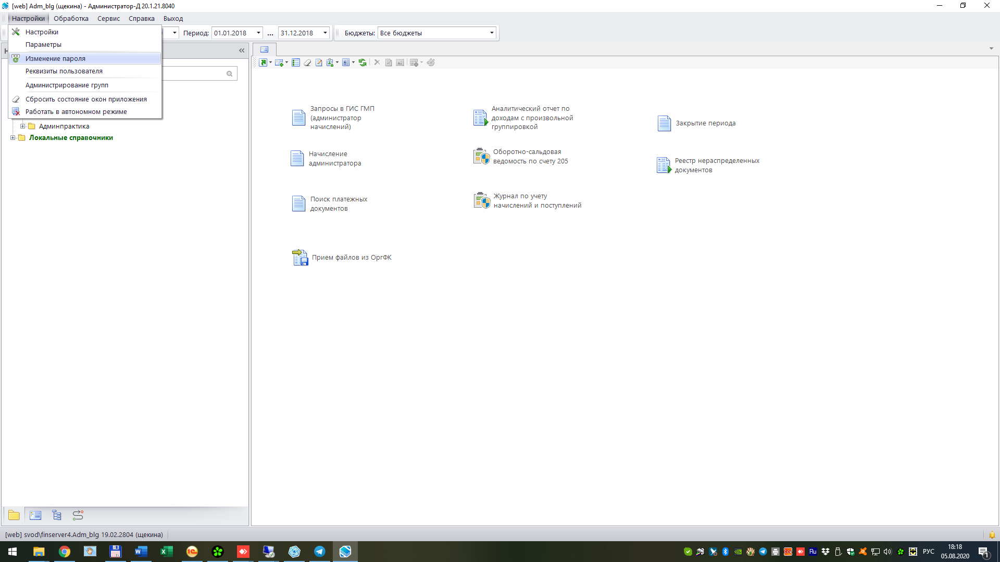 [web] Adm_blg (щекина) - Администратор-Д 20.1.21.8040
Настройки Обработка Сервис Справка Выход
Период: 01.01.2018 ... 31.12.2018 Бюджеты: Все бюджеты
Настройки
Параметры
Изменение пароля
Реквизиты пользователя
Администрирование групп
Сбросить состояние окон приложения
Работать в автономном режиме
Админпрактика
Локальные справочники
Запросы в ГИС ГМП
(администратор
начислений)
Аналитический отчет по
доходам с произвольной
группировкой
Закрытие периода
Начисление
администратора
Оборотно-сальдовая
ведомость по счету 205
Реестр нераспределенных
документов
Поиск платежных
документов
Журнал по учету
начислений и поступлений
Прием файлов из ОргФК
[web] svod\finserver4.Adm_blg 19.02.2804 (щекина)
Ru
РУС
18:18
05.08.2020
1